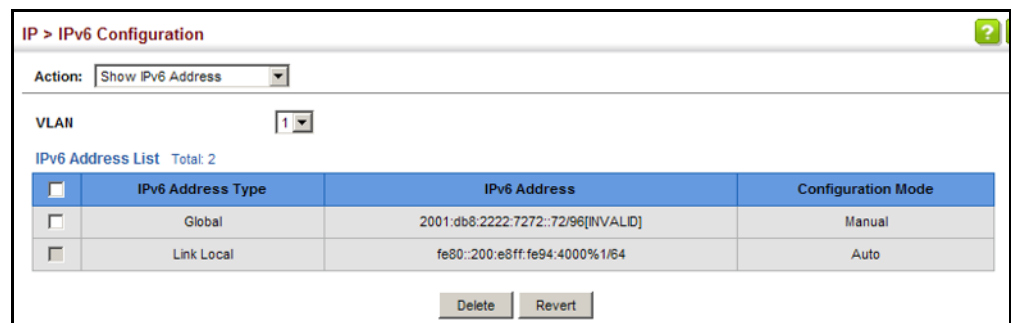 IP > IPv6 Configuration
?
Action: Show IPv6 Address
VLAN 1
IPv6 Address List Total: 2
IPv6 Address Type IPv6 Address Configuration Mode
Global 2001:db8:2222:7272::72/96[INVALID] Manual
Link Local fe80::200:e8ff:fe94:4000%1/64 Auto
Delete Revert